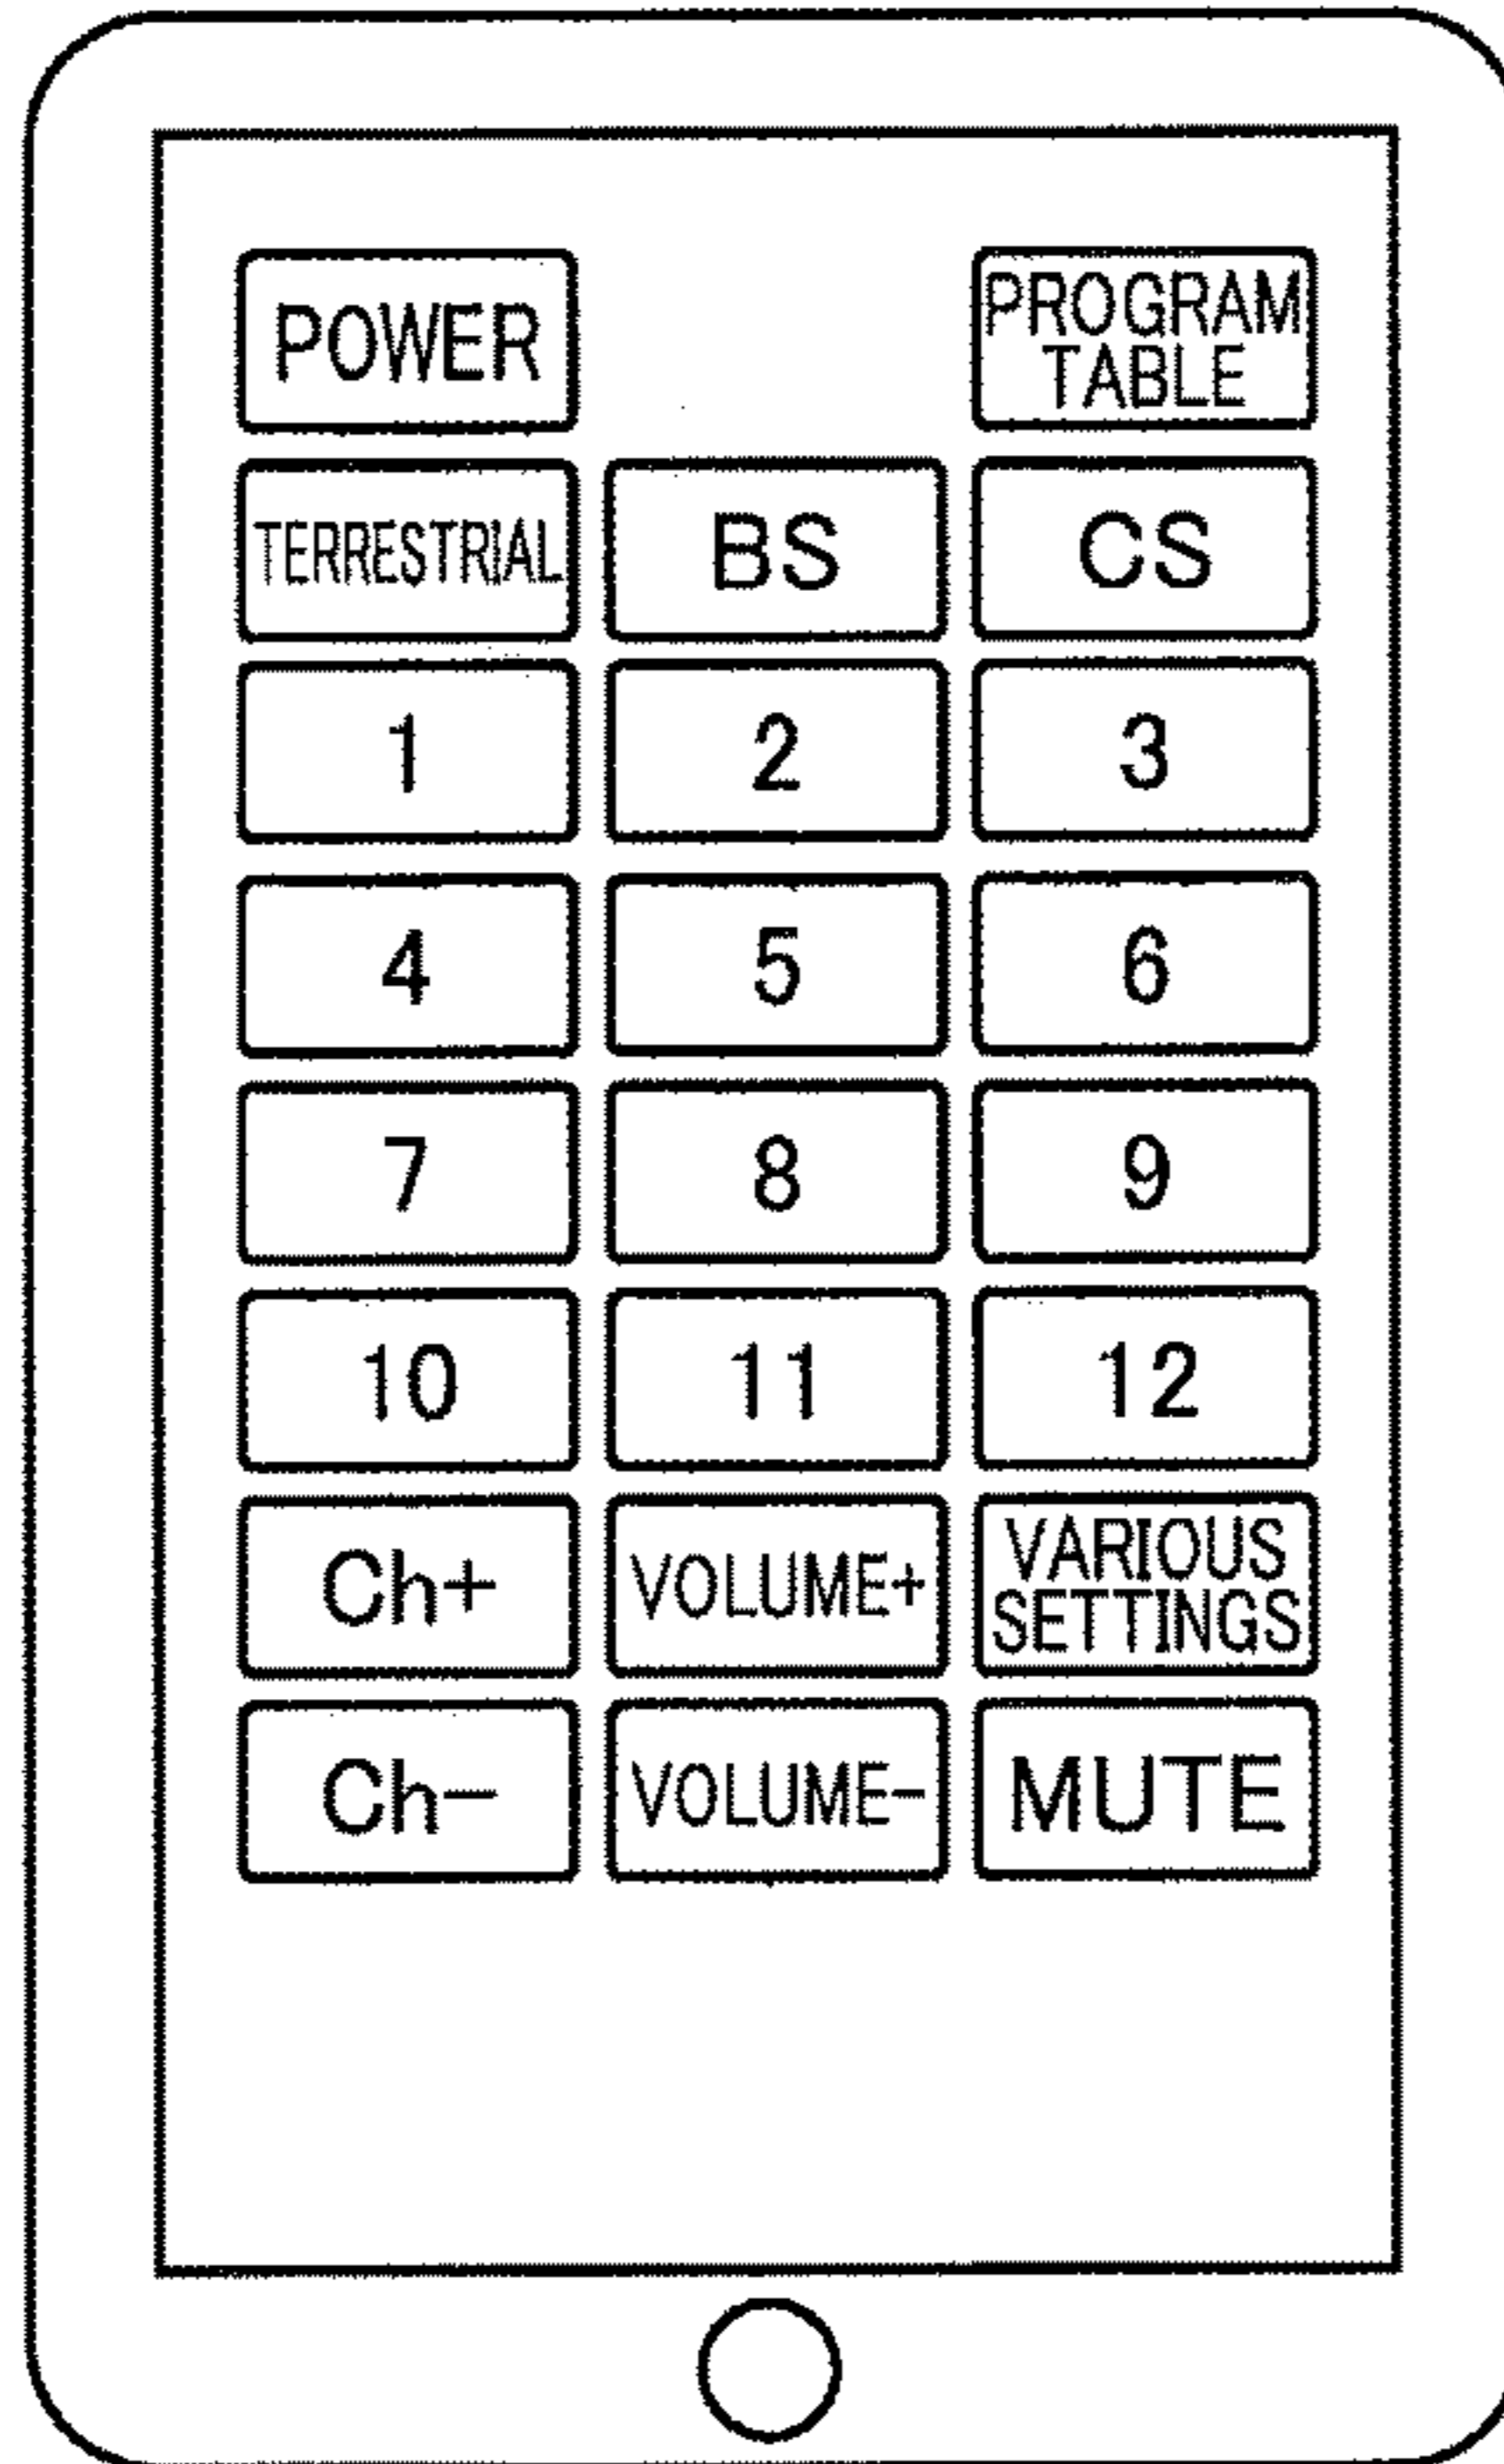 POWER
PROGRAM
TABLE
TERRESTRIAL
BS
CS
1
2
3
4
5
6
7
8
9
10
11
12
Ch+
VOLUME+
VARIOUS
SETTINGS
Ch-
VOLUME-
MUTE